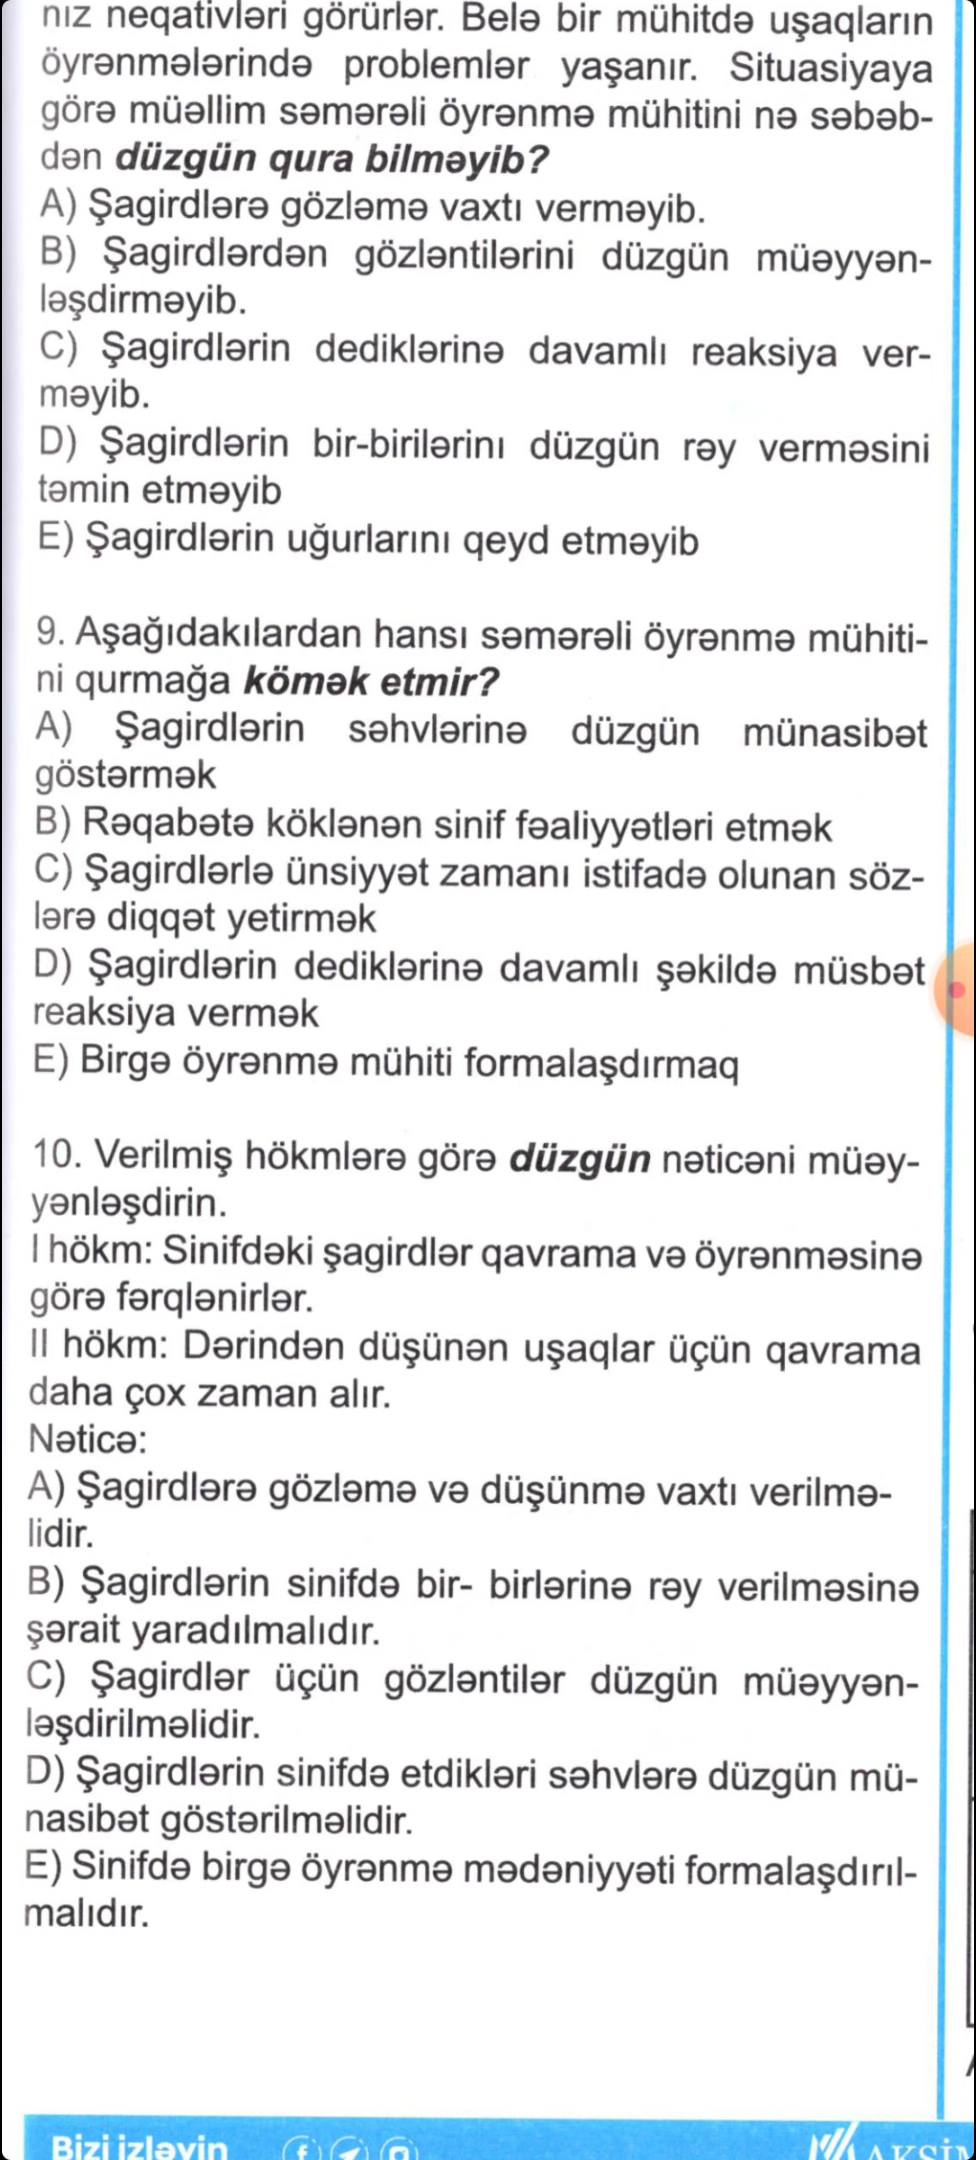 nız neqativləri görürlər. Belə bir mühitdə uşaqların
öyrənmələrində problemlər yaşanır. Situasiyaya
görə müəllim səmərəli öyrənmə mühitini nə səbəb-
dən düzgün qura bilməyib?
A) Şagirdlərə gözləmə vaxtı verməyib.
B) Şagirdlərdən gözləntilərini düzgün müəyyən-
ləşdirməyib.
C) Şagirdlərin dediklərinə davamlı reaksiya ver-
məyib.
D) Şagirdlərin bir-birilərinı düzgün rəy verməsini
təmin etməyib
E) Şagirdlərin uğurlarını qeyd etməyib
9. Aşağıdakılardan hansı səmərəli öyrənmə mühiti-
ni qurmağa kömək etmir?
A) Şagirdlərin səhvlərinə düzgün münasibət
göstərmək
B) Rəqabətə köklənən sinif fəaliyyətləri etmək
C) Şagirdlərlə ünsiyyət zamanı istifadə olunan söz-
lərə diqqət yetirmək
D) Şagirdlərin dediklərinə davamlı şəkildə müsbət
reaksiya vermək
E) Birgə öyrənmə mühiti formalaşdırmaq
10. Verilmiş hökmlərə görə düzgün nəticəni müəy-
yənləşdirin.
I hökm: Sinifdəki şagirdlər qavrama və öyrənməsinə
görə fərqlənirlər.
II hökm: Dərindən düşünən uşaqlar üçün qavrama
daha çox zaman alır.
Nəticə:
A) Şagirdlərə gözləmə və düşünmə vaxtı verilmə-
lidir.
B) Şagirdlərin sinifdə bir- birlərinə rəy verilməsinə
şərait yaradılmalıdır.
C) Şagirdlər üçün gözləntilər düzgün müəyyən-
ləşdirilməlidir.
D) Şagirdlərin sinifdə etdikləri səhvlərə düzgün mü-
nasibət göstərilməlidir.
E) Sinifdə birgə öyrənmə mədəniyyəti formalaşdırıl-
malıdır.
Bizi izləyin